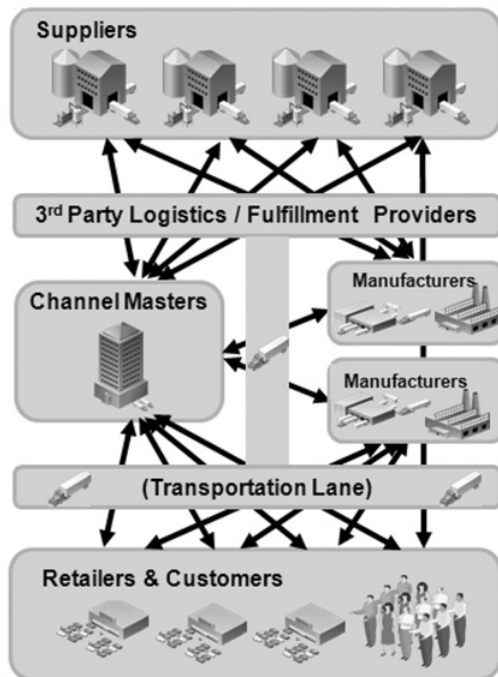 Suppliers
3rd Party Logistics / Fulfillment Providers
Channel Masters
Manufacturers
Manufacturers
(Transportation Lane)
Retailers & Customers